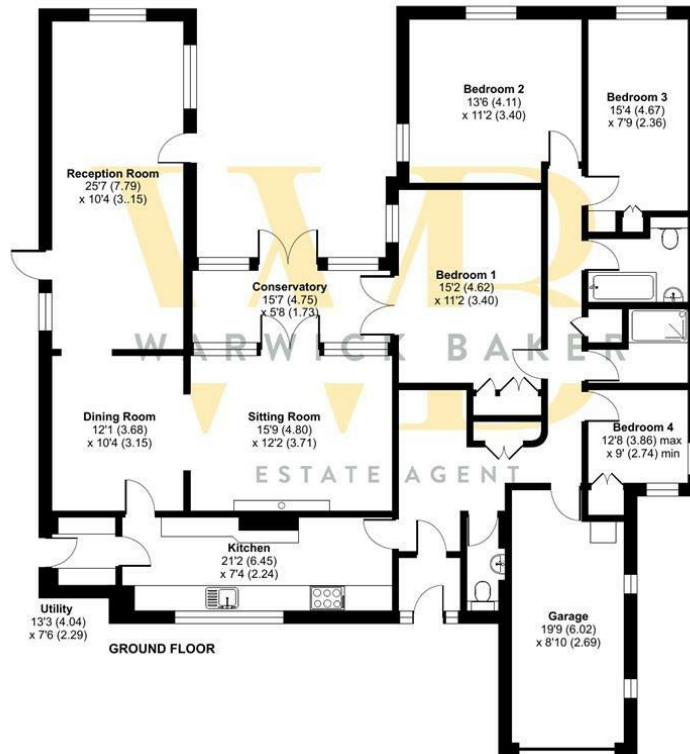 Bedroom 2
13'6 (4.11)
x 11'2 (3.40)
Bedroom 3
15'4 (4.67)
x 7'9 (2.36)
Reception Room
25'7 (7.79)
x 10'4 (3..15)
Conservatory
15'7 (4.75)
x 5'8 (1.73)
Bedroom 1
15'2 (4.62)
x 11'2 (3.40)
WB
WARWICK BAKER
ESTATE AGENT
Dining Room
12'1 (3.68)
x 10'4 (3.15)
Sitting Room
15'9 (4.80)
x 12'2 (3.71)
Bedroom 4
12'8 (3.86) max
x 9' (2.74) min
Kitchen
21'2 (6.45)
x 7'4 (2.24)
Utility
13'3 (4.04)
x 7'6 (2.29)
Garage
19'9 (6.02)
x 8'10 (2.69)
GROUND FLOOR